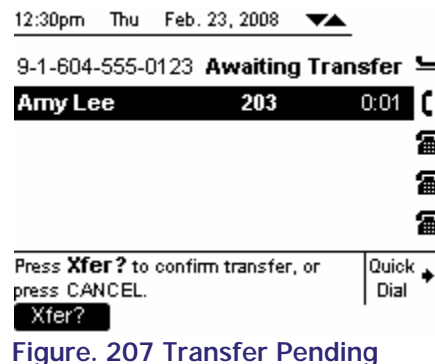 12:30pm Thu Feb. 23, 2008
9-1-604-555-0123 Awaiting Transfer
Amy Lee 203 0:01
Press Xfer? to confirm transfer, or
press CANCEL.
Quick
Dial
Xfer?
Figure. 207 Transfer Pending